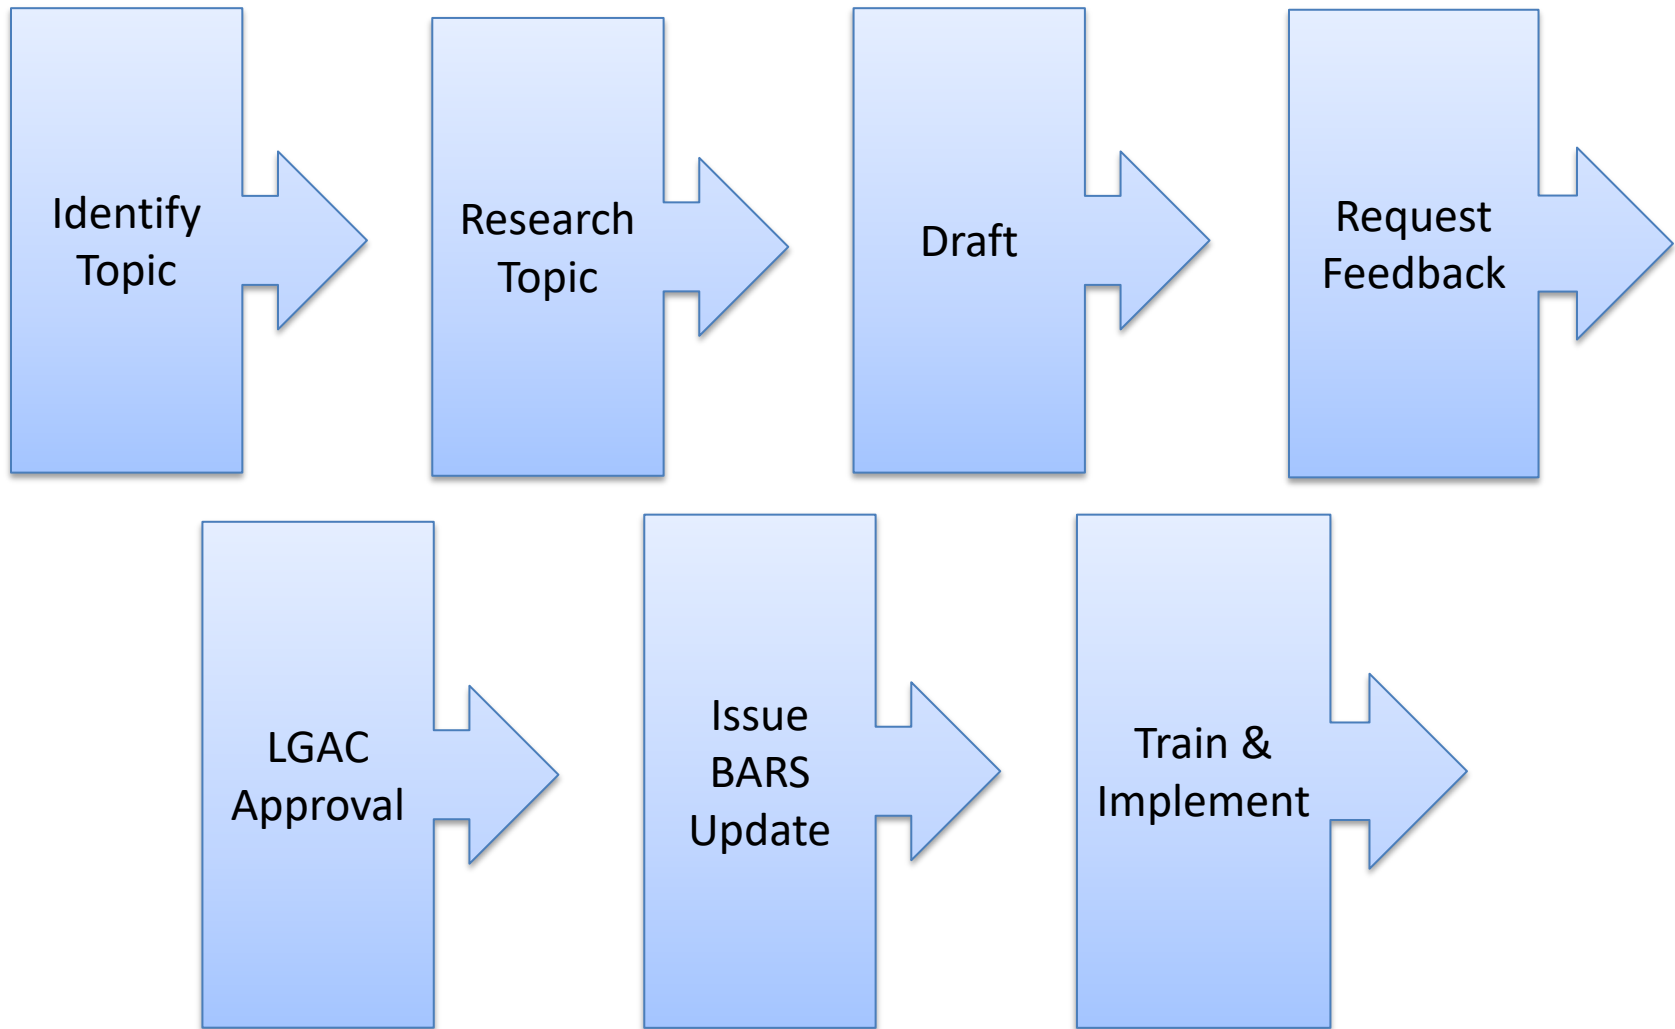 Identify
Topic
Research
Topic
Draft
Request
Feedback
LGAC
Approval
Issue
BARS
Update
Train &
Implement